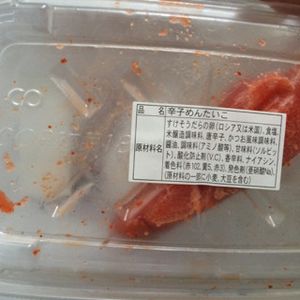 品名 辛子めんたいこ
原材料名 すけそうだらの卵(ロシア又は米国)、食塩、
米醸造調味料、唐辛子、かつお風味調味料、
醤油、調味料(アミノ酸等)、甘味料(ソルビッ
ト)、酸化防止剤(V.C)、香辛料、ナイアシン、
着色料(赤102、黄5、赤3)、発色剤(亜硝酸Na)、
(原材料の一部に小麦、大豆を含む)